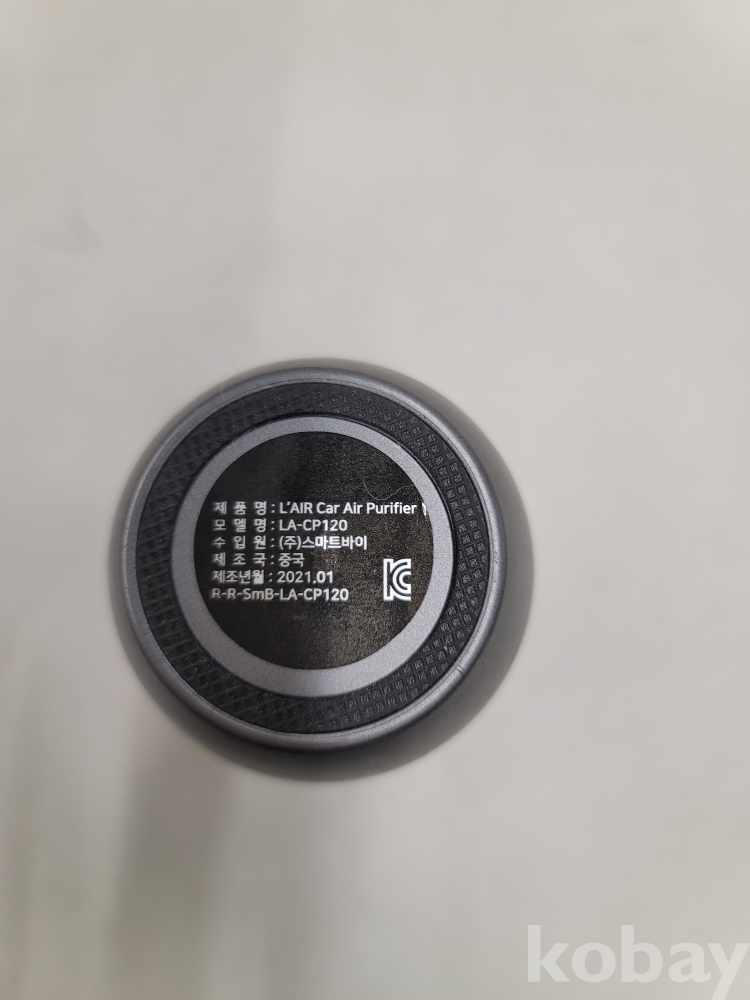 제 품 명 : L'AIR Car Air Purifier
모 델 명 : LA-CP120
수 입 원 : (주)스마트바이
제 조 국 : 중국
제조년월 : 2021.01
R-R-SmB-LA-CP120
KC
kobay